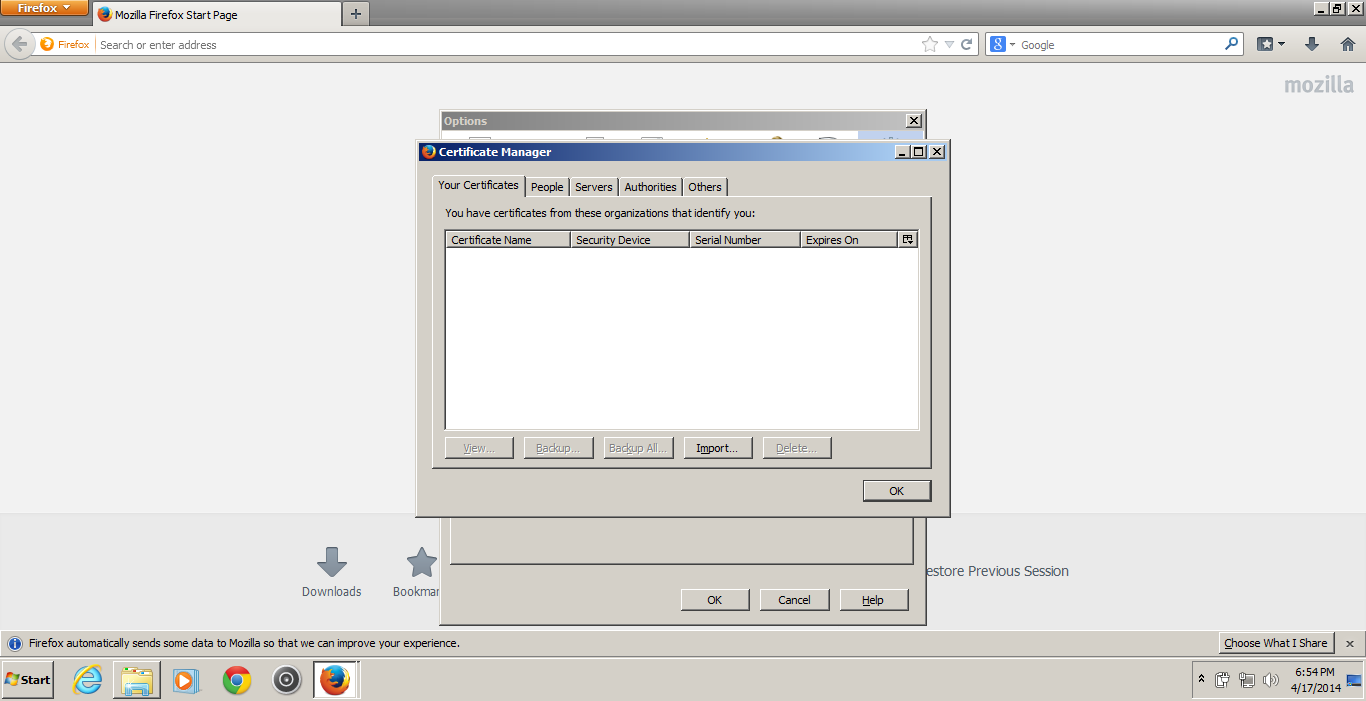 Firefox
Mozilla Firefox Start Page
Firefox Search or enter address
Google
mozilla
Options
Certificate Manager
Your Certificates People Servers Authorities Others
You have certificates from these organizations that identify you:
Certificate Name Security Device Serial Number Expires On
View... Backup... Backup All... Import... Delete...
OK
Downloads
Bookmar
estore Previous Session
OK Cancel Help
Firefox automatically sends some data to Mozilla so that we can improve your experience.
Choose What I Share
Start
6:54 PM
4/17/2014